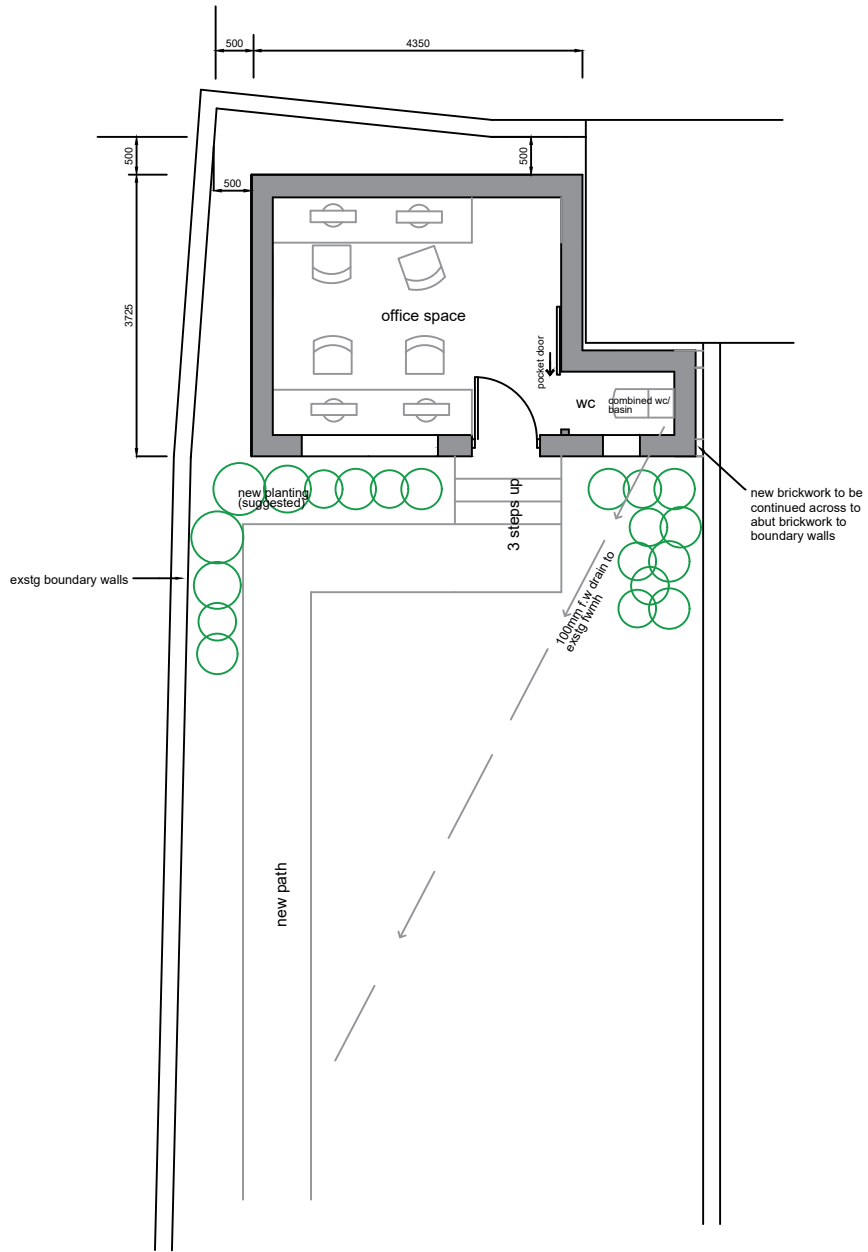 500
4350
500
500
500
3725
office space
pocket door
wc
combined wc/
basin
new planting
(suggested)
3 steps up
new brickwork to be
continued across to
abut brickwork to
boundary walls
exstg boundary walls
100mm f.w drain to
exstg fwmh
new path